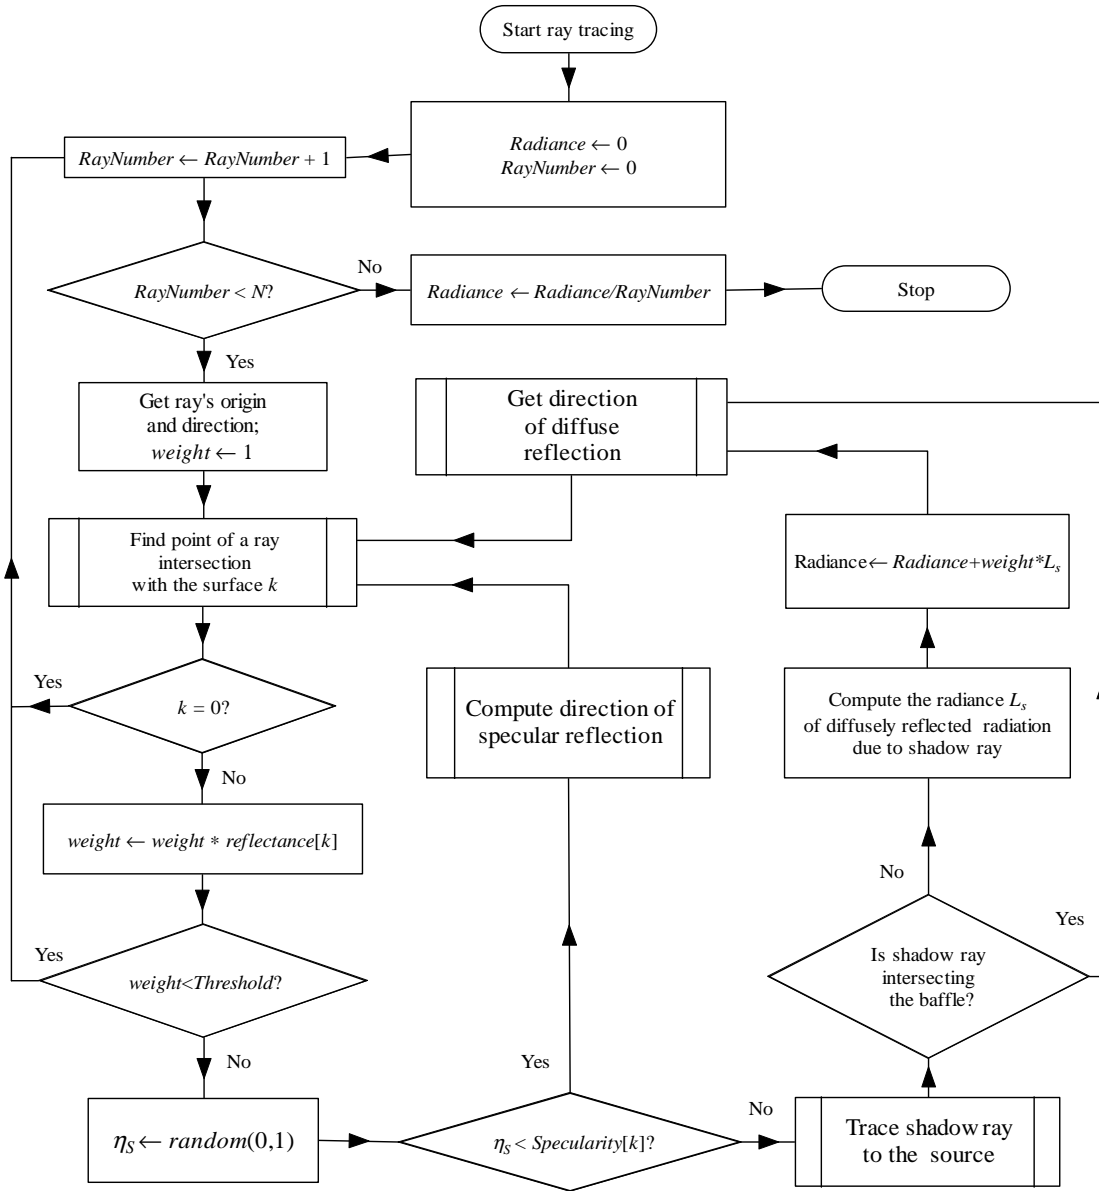 Start ray tracing
Radiance ← 0
RayNumber ← 0
RayNumber ← RayNumber + 1
RayNumber < N?
No
Radiance ← Radiance/RayNumber
Stop
Yes
Get ray's origin
and direction;
weight ← 1
Get direction
of diffuse
reflection
Find point of a ray
intersection
with the surface k
Radiance← Radiance+weight*Lₛ
Yes
k = 0?
No
Compute direction of
specular reflection
Compute the radiance Lₛ
of diffusely reflected radiation
due to shadow ray
weight ← weight * reflectance[k]
No
Yes
Yes
weight<Threshold?
Is shadow ray
intersecting
the baffle?
No
Yes
η_S ← random(0,1)
η_S < Specularity[k]?
No
Trace shadow ray
to the source